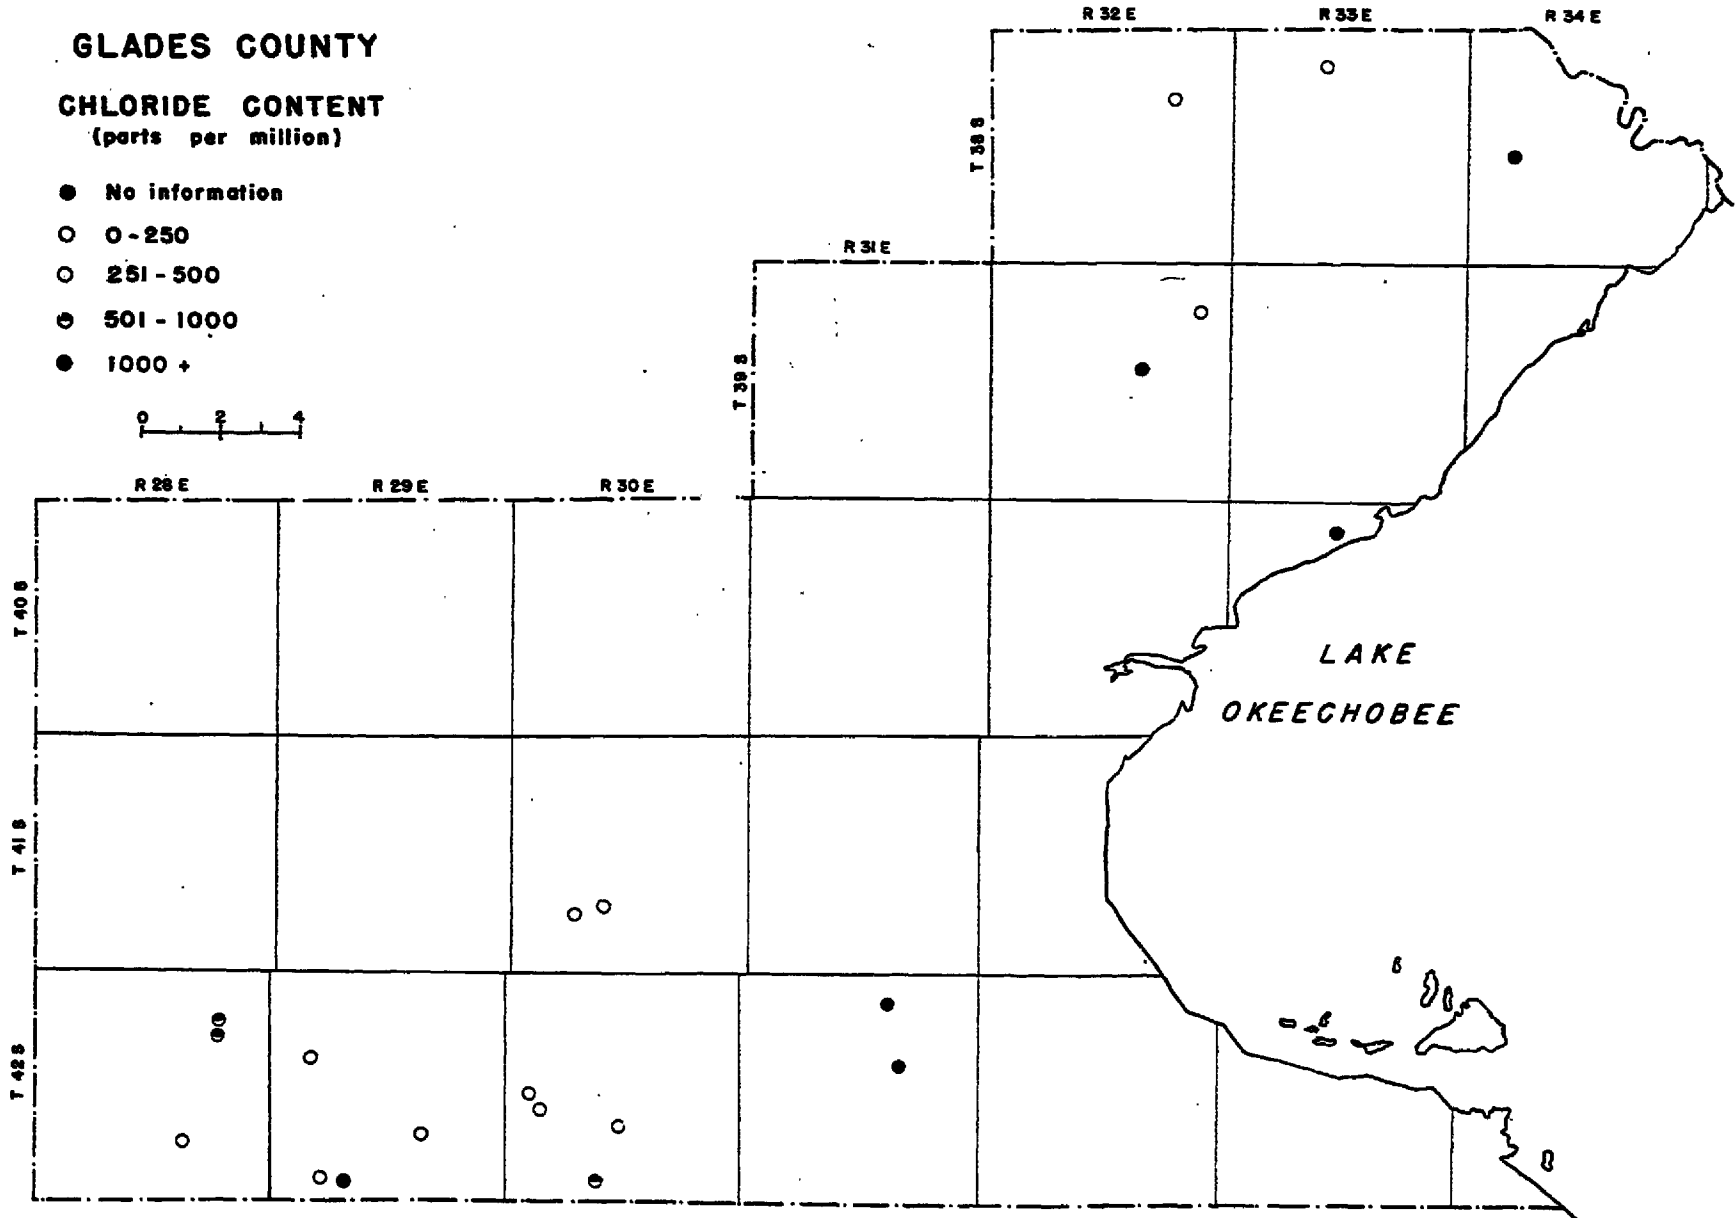 GLADES COUNTY
CHLORIDE CONTENT
(parts per million)
No information
0-250
251-500
501-1000
1000 +
0 2 4
R 32 E R 33 E R 34 E
T 38 S
R 31 E
T 39 S
R 28 E R 29 E R 30 E
T 40 S
LAKE
OKEECHOBEE
T 41 S
T 42 S